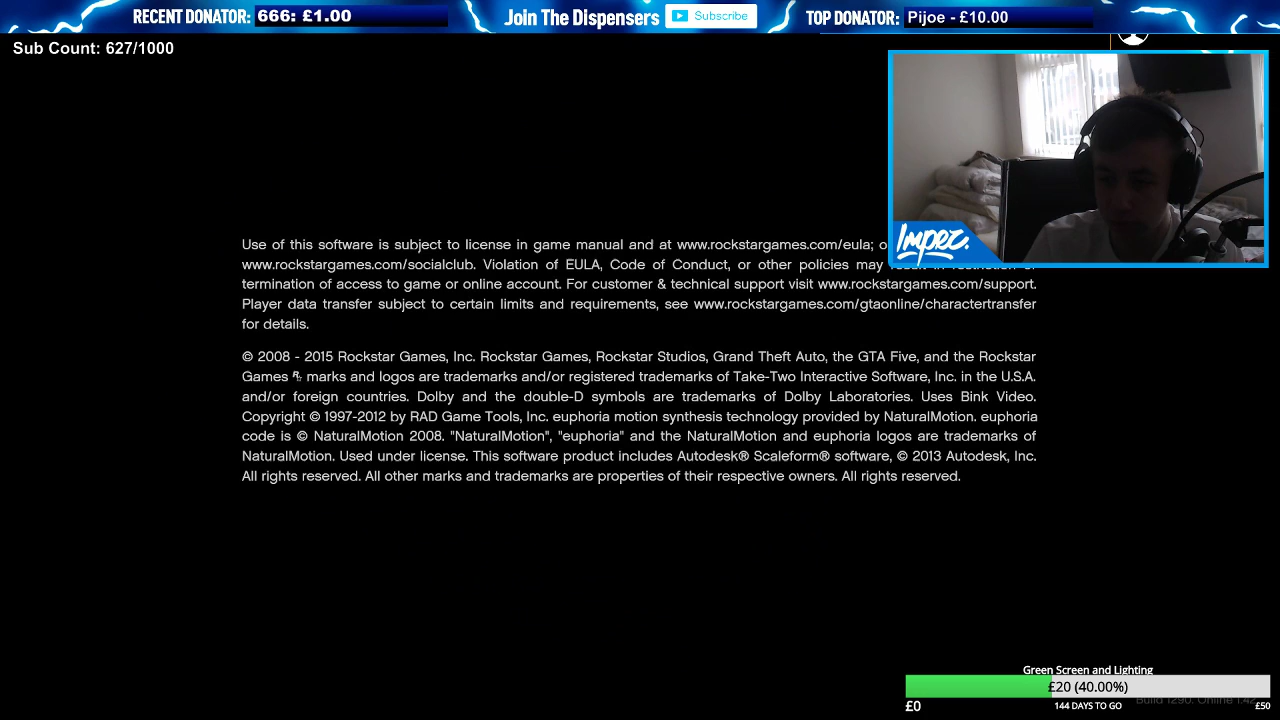 RECENT DONATOR: 666: £1.00
Join The Dispensers Subscribe
TOP DONATOR: Pijoe - £10.00
Sub Count: 627/1000
Impez.
Use of this software is subject to license in game manual and at www.rockstargames.com/eula;
www.rockstargames.com/socialclub. Violation of EULA, Code of Conduct, or other policies may
termination of access to game or online account. For customer & technical support visit www.rockstargames.com/support.
Player data transfer subject to certain limits and requirements, see www.rockstargames.com/gtaonline/charactertransfer
for details.
© 2008 - 2015 Rockstar Games, Inc. Rockstar Games, Rockstar Studios, Grand Theft Auto, the GTA Five, and the Rockstar
Games R* marks and logos are trademarks and/or registered trademarks of Take-Two Interactive Software, Inc. in the U.S.A.
and/or foreign countries. Dolby and the double-D symbols are trademarks of Dolby Laboratories. Uses Bink Video.
Copyright © 1997-2012 by RAD Game Tools, Inc. euphoria motion synthesis technology provided by NaturalMotion. euphoria
code is © NaturalMotion 2008. "NaturalMotion", "euphoria" and the NaturalMotion and euphoria logos are trademarks of
NaturalMotion. Used under license. This software product includes Autodesk® Scaleform® software, © 2013 Autodesk, Inc.
All rights reserved. All other marks and trademarks are properties of their respective owners. All rights reserved.
Green Screen and Lighting
£20 (40.00%)
£0 144 DAYS TO GO £50
Build 1290. Online 1.42